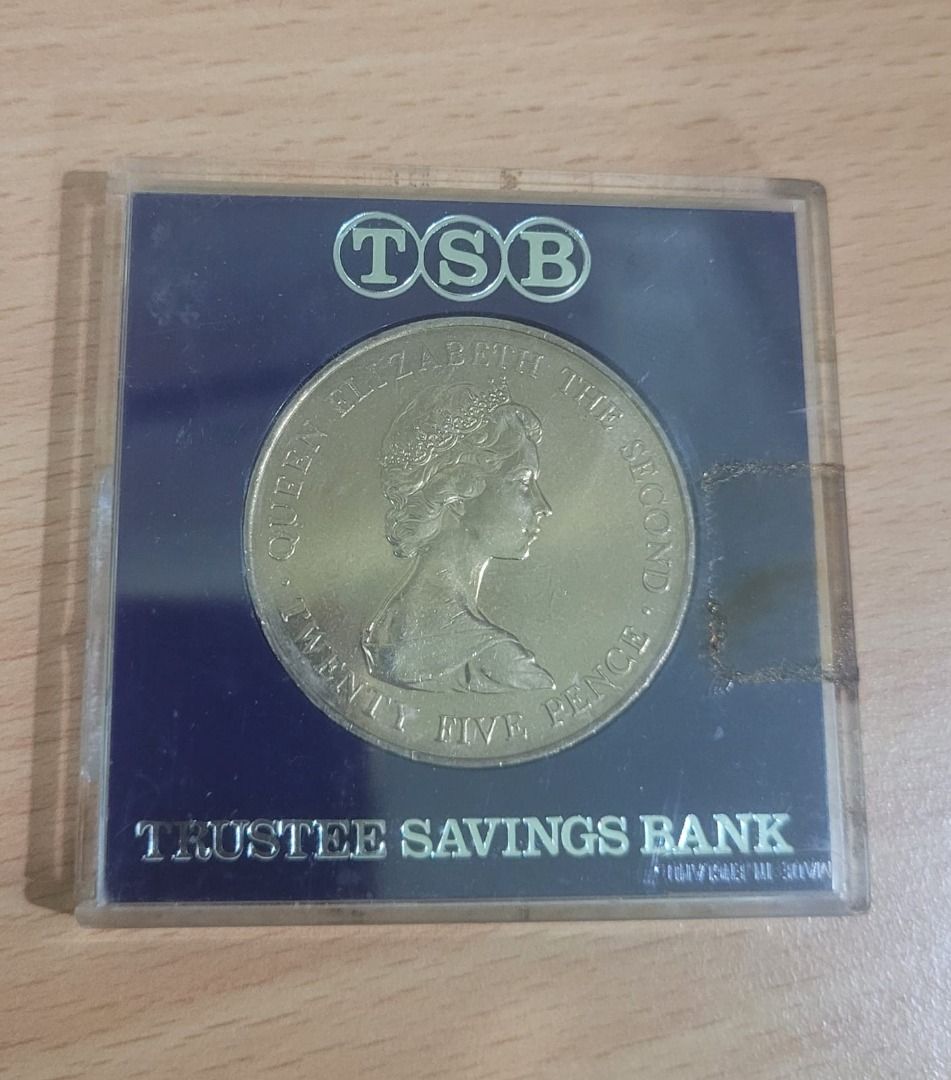 TSB
· QUEEN ELIZABETH THE SECOND ·
TWENTY FIVE PENCE
TRUSTEE SAVINGS BANK